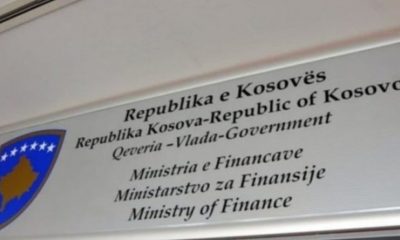 Republika e Kosovës
Republika Kosova-Republic of Kosovo
Qeveria –Vlada-Government
Ministria e Financave
Ministarstvo za Finansije
Ministry of Finance